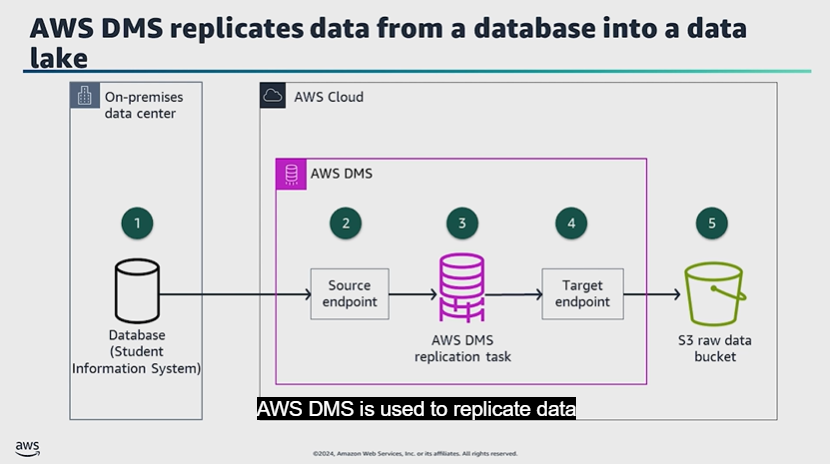 AWS DMS replicates data from a database into a data
lake
On-premises
data center
AWS Cloud
AWS DMS
1
2
3
4
5
Source
endpoint
Target
endpoint
Database
(Student
Information System)
AWS DMS
replication task
S3 raw data
bucket
AWS DMS is used to replicate data
aws
©2024, Amazon Web Services, Inc. or its affiliates. All rights reserved.